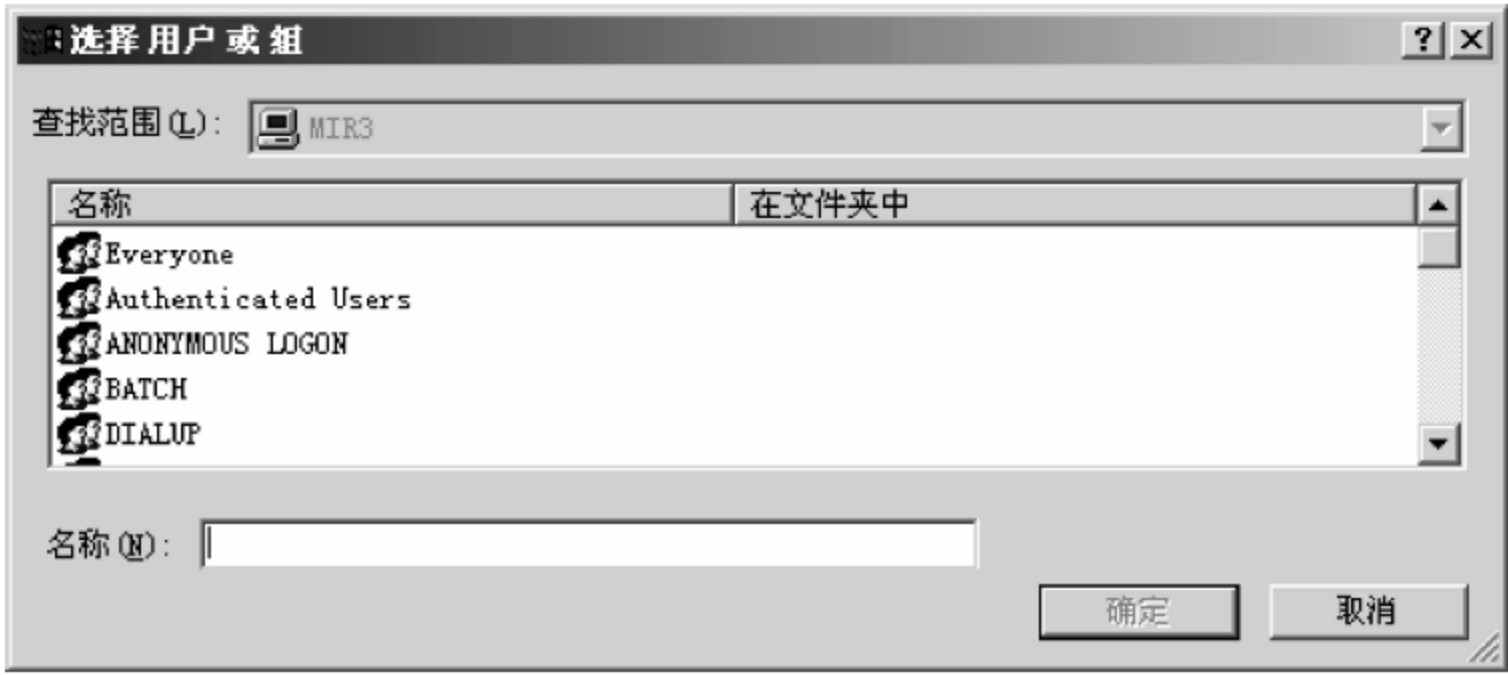 选择 用户 或 组
查找范围(L): MIR3
名称 在文件夹中
Everyone
Authenticated Users
ANONYMOUS LOGON
BATCH
DIALUP
名称(N):
确定 取消